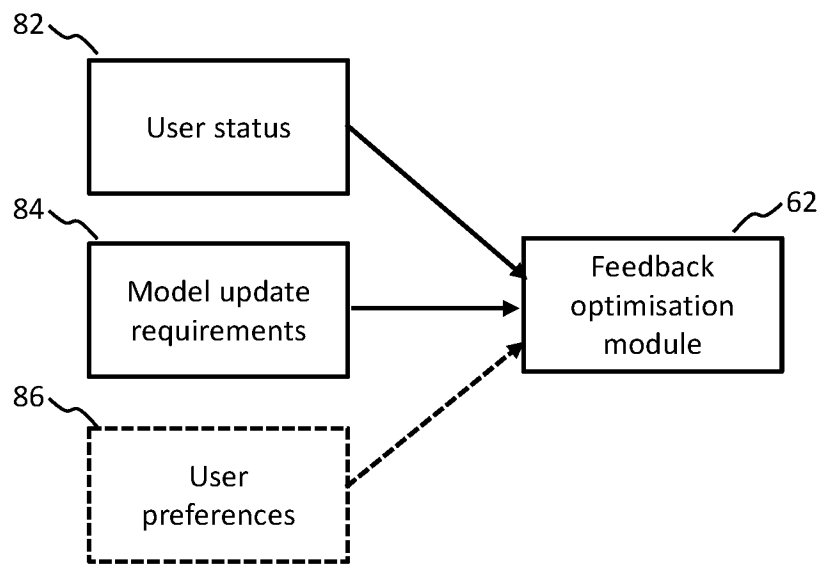 82
User status
84
Model update
requirements
86
User
preferences
62
Feedback
optimisation
module